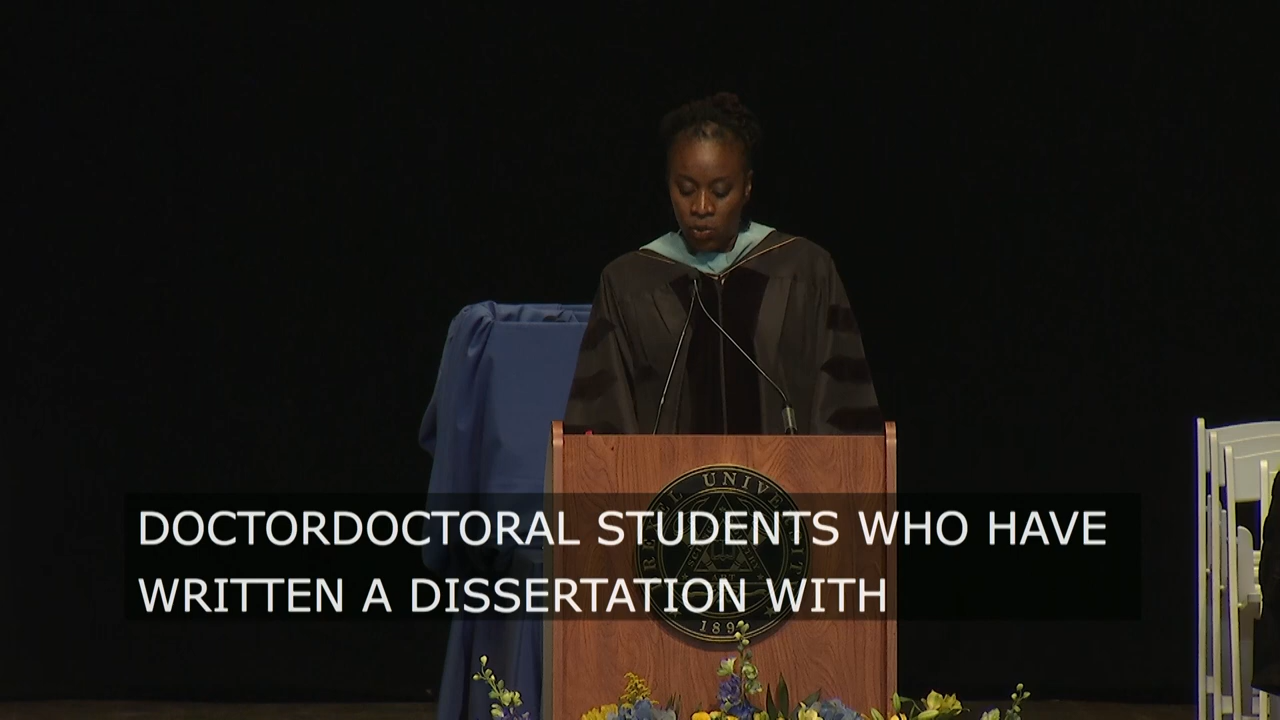 DOCTORDOCTORAL STUDENTS WHO HAVE
WRITTEN A DISSERTATION WITH